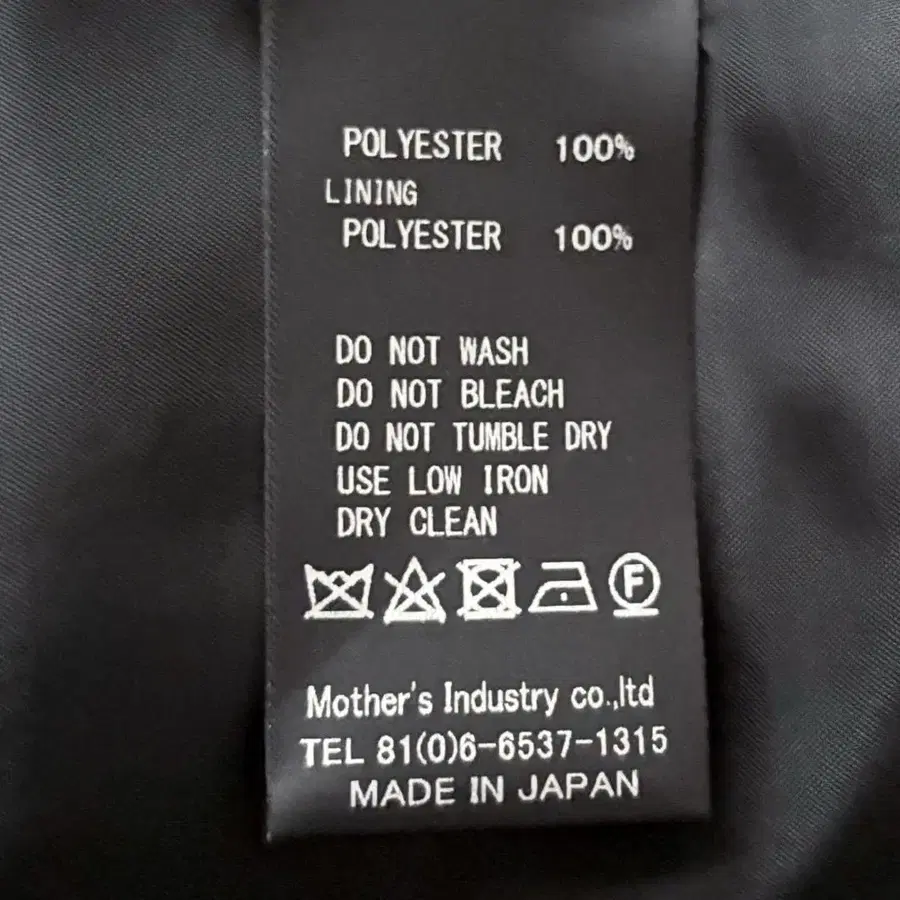 POLYESTER 100%
LINING
POLYESTER 100%
DO NOT WASH
DO NOT BLEACH
DO NOT TUMBLE DRY
USE LOW IRON
DRY CLEAN
F
Mother's Industry co.,ltd
TEL 81(0)6-6537-1315
MADE IN JAPAN